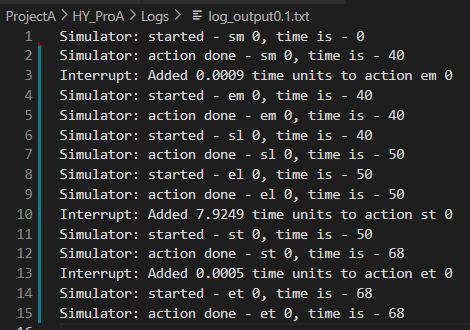 ProjectA > HY_ProA > Logs > log_output0.1.txt
1 Simulator: started - sm 0, time is - 0
2 Simulator: action done - sm 0, time is - 40
3 Interrupt: Added 0.0009 time units to action em 0
4 Simulator: started - em 0, time is - 40
5 Simulator: action done - em 0, time is - 40
6 Simulator: started - sl 0, time is - 40
7 Simulator: action done - sl 0, time is - 50
8 Simulator: started - el 0, time is - 50
9 Simulator: action done - el 0, time is - 50
10 Interrupt: Added 7.9249 time units to action st 0
11 Simulator: started - st 0, time is - 50
12 Simulator: action done - st 0, time is - 68
13 Interrupt: Added 0.0005 time units to action et 0
14 Simulator: started - et 0, time is - 68
15 Simulator: action done - et 0, time is - 68
16